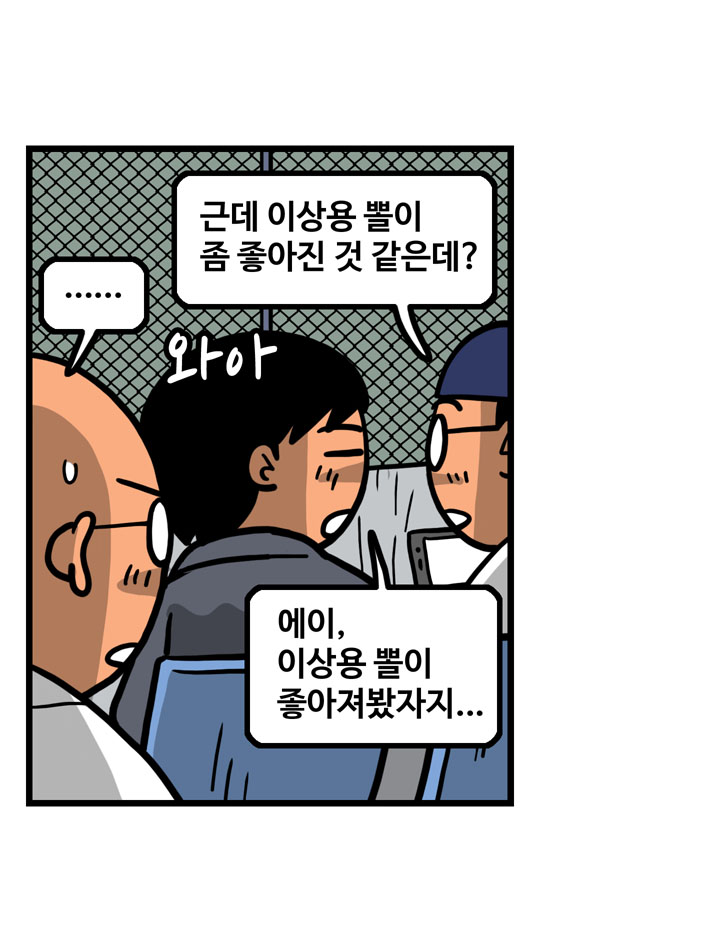 근데 이상용 뽈이
좀 좋아진 것 같은데?
......
와아
에이,
이상용 뽈이
좋아져봤자지...